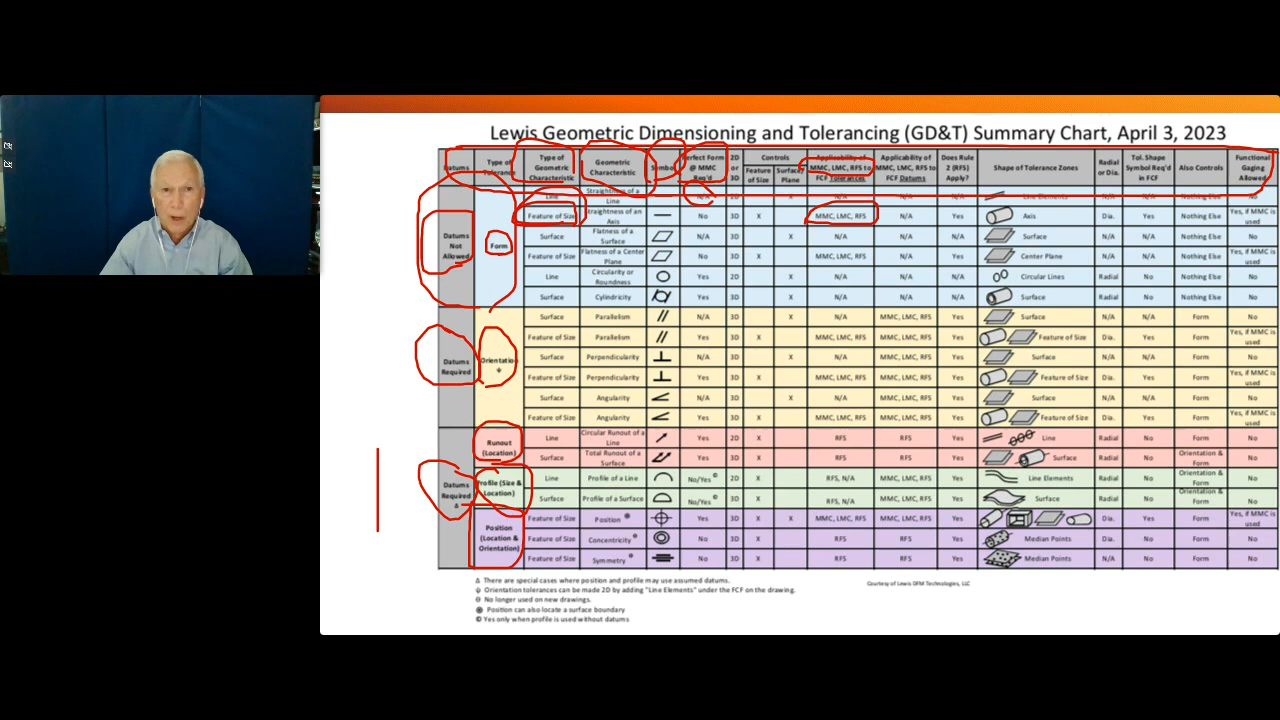 Lewis Geometric Dimensioning and Tolerancing (GD&T) Summary Chart, April 3, 2023
Datums Type of Tolerance Type of Geometric Characteristic Geometric Characteristic Symbol Perfect Form @ MMC Req'd 2D or 3D Controls Feature of Size Surface/Plane Applicability of MMC, LMC, RFS to FCF Tolerances Applicability of MMC, LMC, RFS to FCF Datums Does Rule 2 (RFS) Apply? Shape of Tolerance Zones Radial or Dia. Tol. Shape Symbol Req'd in FCF Also Controls Functional Gaging Allowed
Datums Not Allowed
Form
Line Straightness of a Line N/A 2D X N/A N/A N/A Line Elements N/A N/A Nothing Else No
Feature of Size Straightness of an Axis No 3D X MMC, LMC, RFS N/A Yes Axis Dia. Yes Nothing Else Yes, if MMC is used
Surface Flatness of a Surface N/A 3D X N/A N/A N/A Surface N/A N/A Nothing Else No
Feature of Size Flatness of a Center Plane No 3D X MMC, LMC, RFS N/A Yes Center Plane N/A No Nothing Else Yes, if MMC is used
Line Circularity or Roundness Yes 2D X N/A N/A N/A Circular Lines Radial No Nothing Else No
Surface Cylindricity Yes 3D X N/A N/A N/A Surface Radial No Nothing Else No
Datums Required
Orientation ψ
Surface Parallelism N/A 3D X N/A MMC, LMC, RFS Yes Surface N/A N/A Form No
Feature of Size Parallelism Yes 3D X MMC, LMC, RFS MMC, LMC, RFS Yes Feature of Size Dia. Yes Form Yes, if MMC is used
Surface Perpendicularity N/A 3D X N/A MMC, LMC, RFS Yes Surface N/A No Form No
Feature of Size Perpendicularity Yes 3D X MMC, LMC, RFS MMC, LMC, RFS Yes Feature of Size Dia. Yes Form Yes, if MMC is used
Surface Angularity N/A 3D X N/A MMC, LMC, RFS Yes Surface N/A No Form No
Feature of Size Angularity Yes 3D X MMC, LMC, RFS MMC, LMC, RFS Yes Feature of Size Dia. Yes Form Yes, if MMC is used
Datums Required Δ
Runout (Location)
Line Circular Runout of a Line Yes 2D X RFS RFS Yes Line Radial No Form No
Surface Total Runout of a Surface Yes 3D X RFS RFS Yes Surface Radial No Orientation & Form No
Profile (Size & Location)
Line Profile of a Line No/Yes 2D X RFS, N/A MMC, LMC, RFS Yes Line Elements Radial No Orientation & Form No
Surface Profile of a Surface No/Yes 3D X RFS, N/A MMC, LMC, RFS Yes Surface Radial No Orientation & Form No
Position (Location & Orientation)
Feature of Size Position Yes 3D X X MMC, LMC, RFS MMC, LMC, RFS Yes Dia. Yes Form Yes, if MMC is used
Feature of Size Concentricity No 3D X RFS RFS Yes Median Points Dia. Yes Form No
Feature of Size Symmetry No 3D X RFS RFS Yes Median Points N/A No Form No
Δ There are special cases where position and profile may use assumed datums.
ψ Orientation tolerances can be made 2D by adding "Line Elements" under the FCF on the drawing.
Θ No longer used on new drawings.
Position can also locate a surface boundary
© Yes only when profile is used without datums
Courtesy of Lewis DFM Technologies, LLC